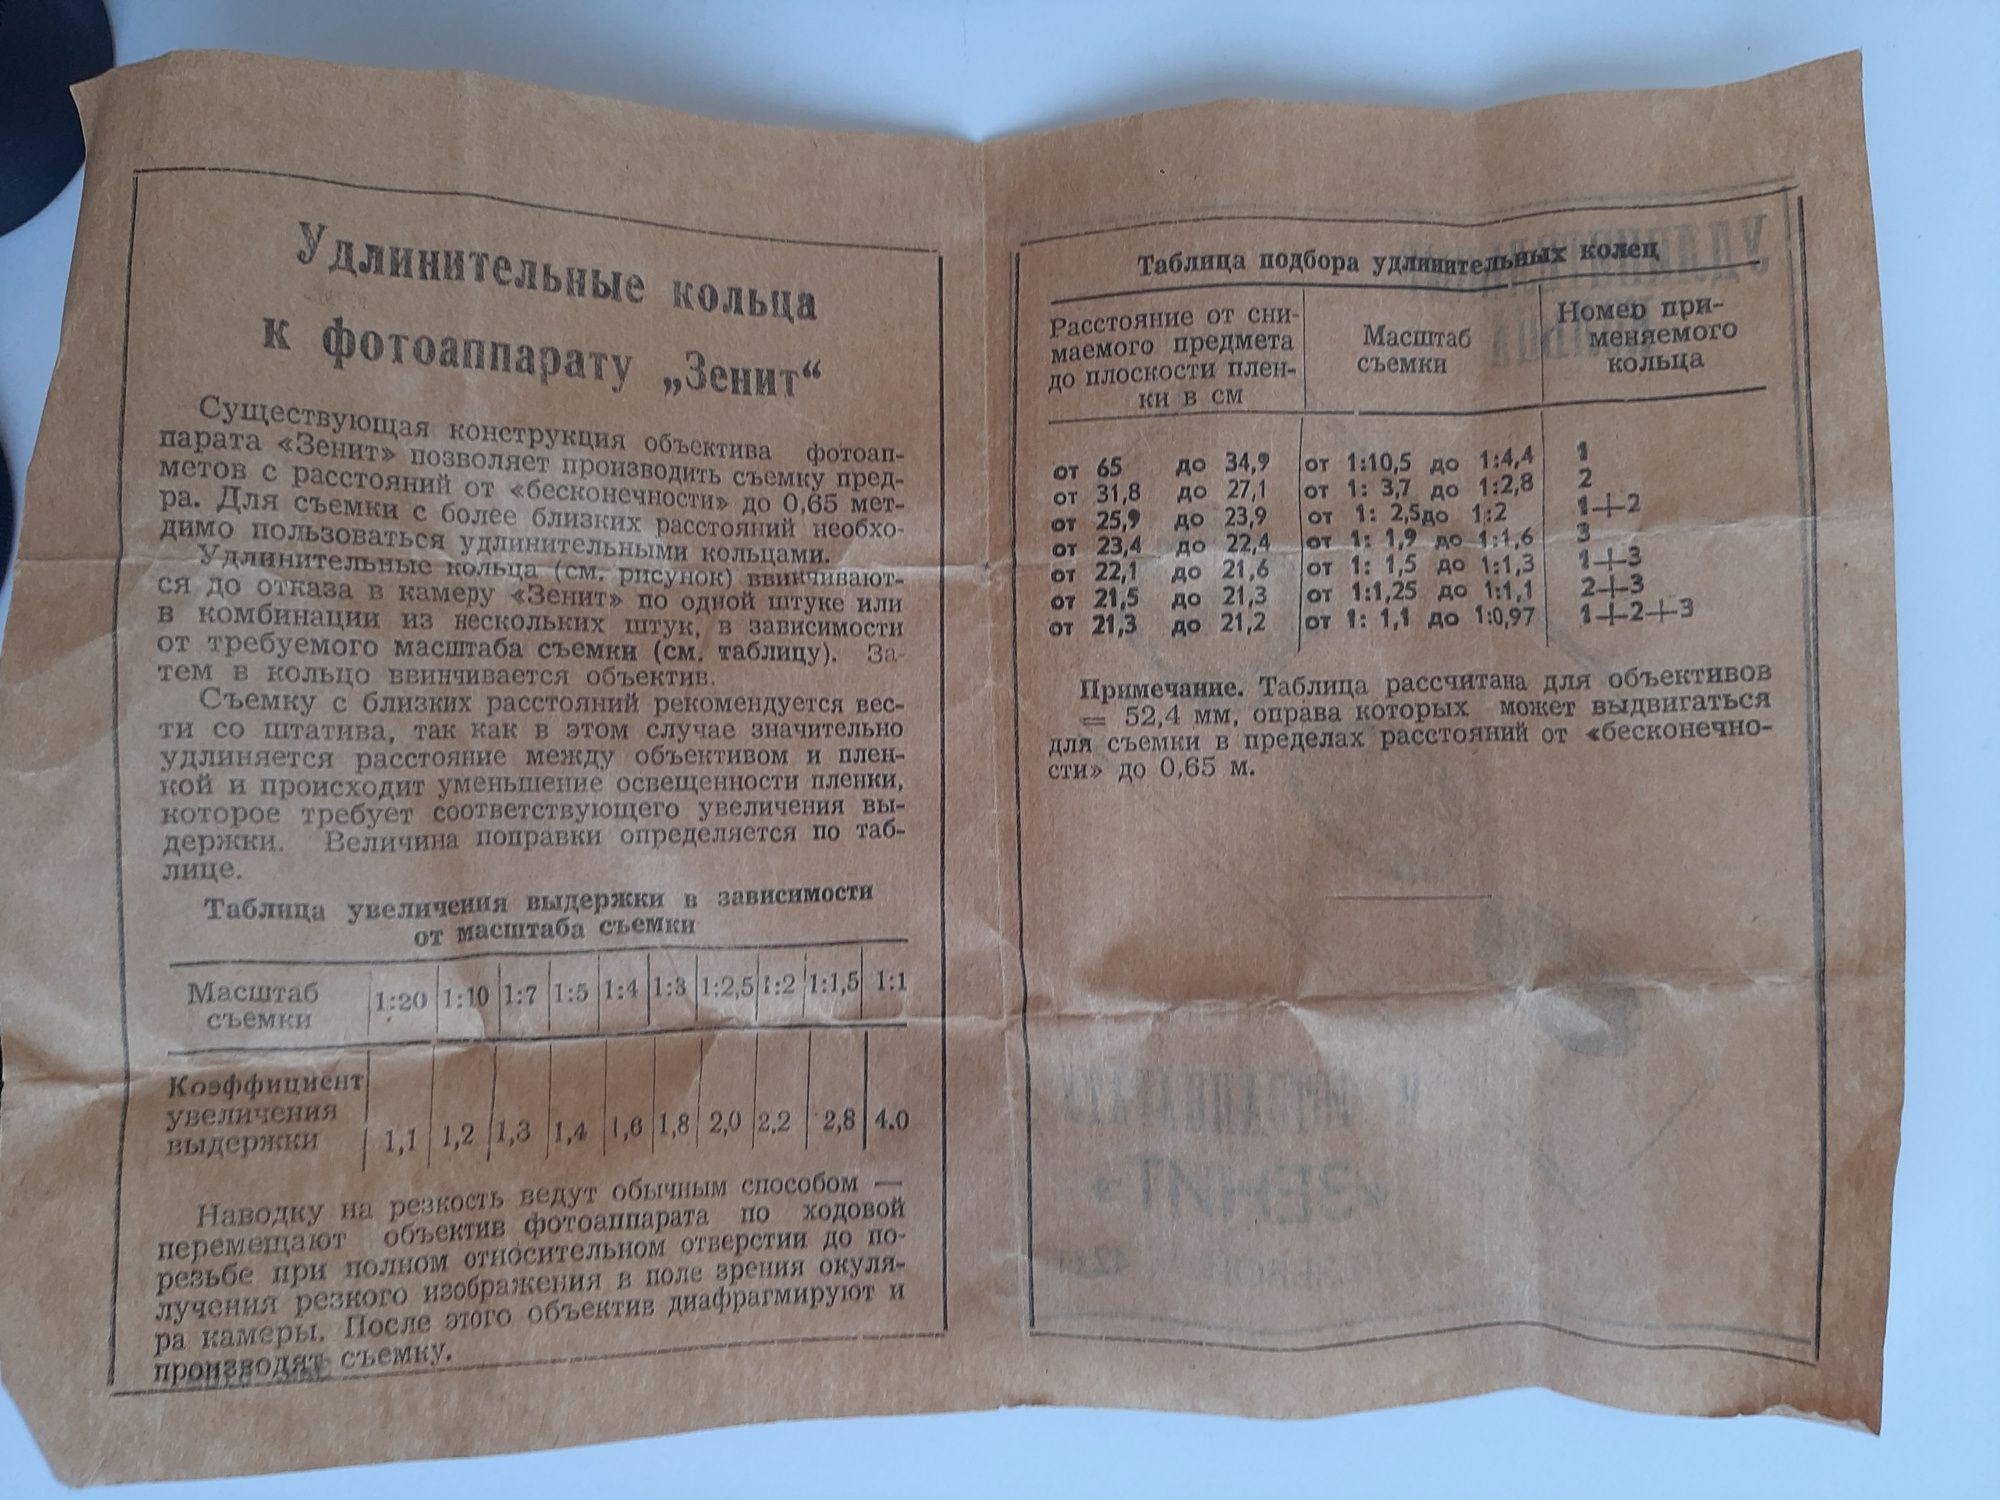 Удлинительные кольца
к фотоаппарату „Зенит“
Существующая конструкция объектива фотоап-
парата «Зенит» позволяет производить съемку пред-
метов с расстояний от «бесконечности» до 0,65 мет-
ра. Для съемки с более близких расстояний необхо-
димо пользоваться удлинительными кольцами.
Удлинительные кольца (см. рисунок) ввинчивают-
ся до отказа в камеру «Зенит» по одной штуке или
в комбинации из нескольких штук, в зависимости
от требуемого масштаба съемки (см. таблицу). За-
тем в кольцо ввинчивается объектив.
Съемку с близких расстояний рекомендуется вес-
ти со штатива, так как в этом случае значительно
удлиняется расстояние между объективом и плен-
кой и происходит уменьшение освещенности пленки,
которое требует соответствующего увеличения вы-
держки. Величина поправки определяется по таб-
лице.
Таблица увеличения выдержки в зависимости
от масштаба съемки
Масштаб съемки 1:20 1:10 1:7 1:5 1:4 1:3 1:2,5 1:2 1:1,5 1:1
Коэффициент увеличения выдержки 1,1 1,2 1,3 1,4 1,6 1,8 2,0 2,2 2,8 4.0
Наводку на резкость ведут обычным способом —
перемещают объектив фотоаппарата по ходовой
резьбе при полном относительном отверстии до по-
лучения резкого изображения в поле зрения окуля-
ра камеры. После этого объектив диафрагмируют и
производят съемку.
Таблица подбора удлинительных колец
Расстояние от сни-
маемого предмета
до плоскости плен-
ки в см
Масштаб
съемки
Номер при-
меняемого
кольца
от 65 до 34,9 от 1:10,5 до 1:4,4 1
от 31,8 до 27,1 от 1: 3,7 до 1:2,8 2
от 25,9 до 23,9 от 1: 2,5до 1:2 1+2
от 23,4 до 22,4 от 1: 1,9 до 1:1,6 3
от 22,1 до 21,6 от 1: 1,5 до 1:1,3 1+3
от 21,5 до 21,3 от 1:1,25 до 1:1,1 2+3
от 21,3 до 21,2 от 1: 1,1 до 1:0,97 1+2+3
Примечание. Таблица рассчитана для объективов
= 52,4 мм, оправа которых может выдвигаться
для съемки в пределах расстояний от «бесконечно-
сти» до 0,65 м.